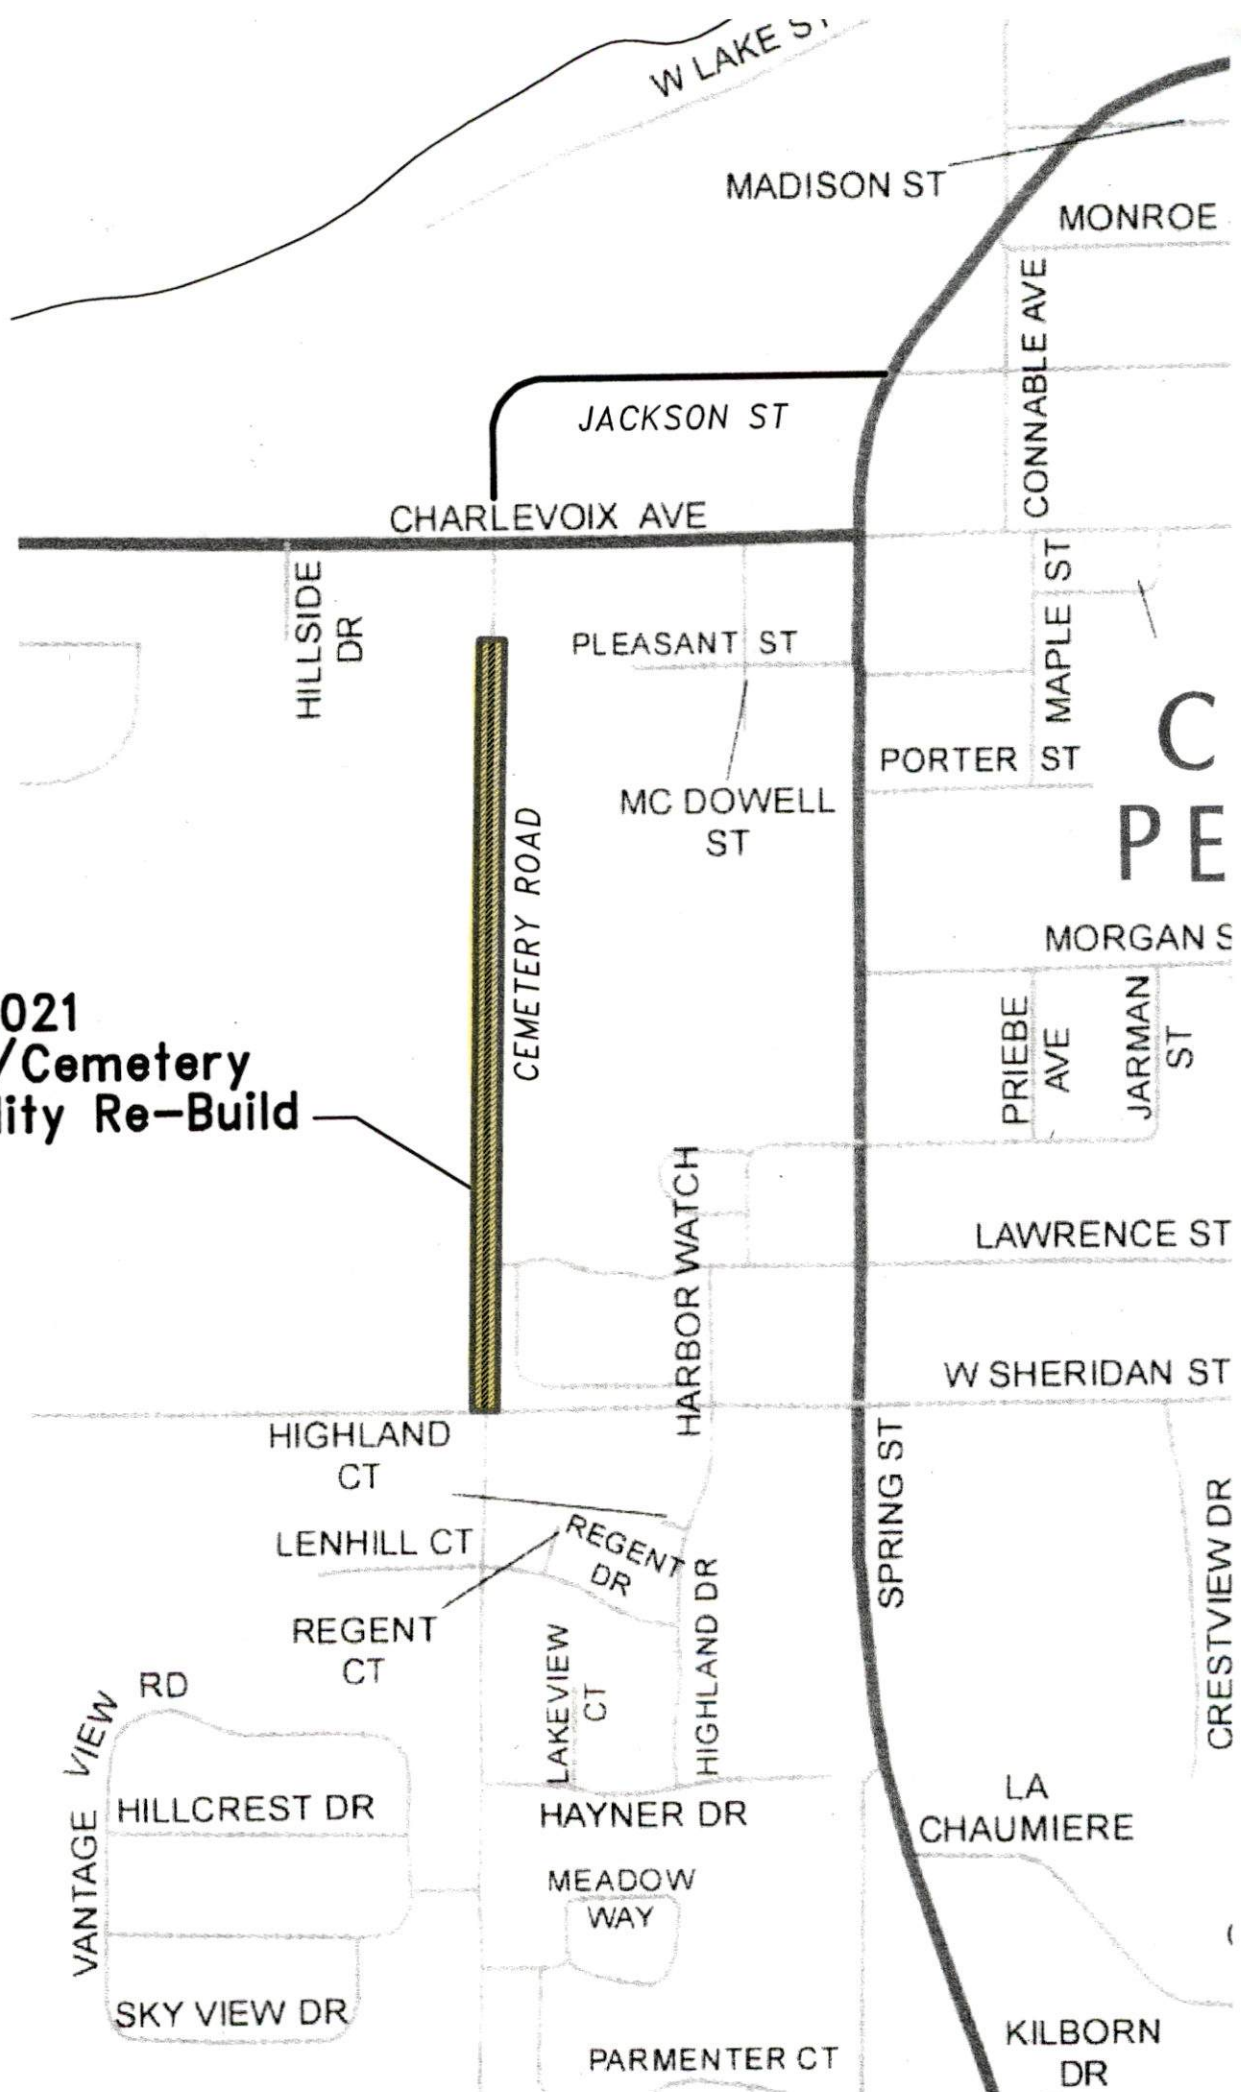 W LAKE ST
MADISON ST
MONROE
CONNABLE AVE
JACKSON ST
CHARLEVOIX AVE
HILLSIDE
DR
PLEASANT ST
MAPLE ST
C
PORTER ST
MC DOWELL
ST
PE
CEMETERY ROAD
MORGAN S
021
/Cemetery
lity Re-Build
PRIEBE
AVE
JARMAN
ST
HARBOR WATCH
LAWRENCE ST
W SHERIDAN ST
HIGHLAND
CT
SPRING ST
LENHILL CT
REGENT
DR
REGENT
CT
HIGHLAND DR
LAKEVIEW
CT
CRESTVIEW DR
VANTAGE VIEW RD
HILLCREST DR
HAYNER DR
LA
CHAUMIERE
MEADOW
WAY
SKY VIEW DR
PARMENTER CT
KILBORN
DR